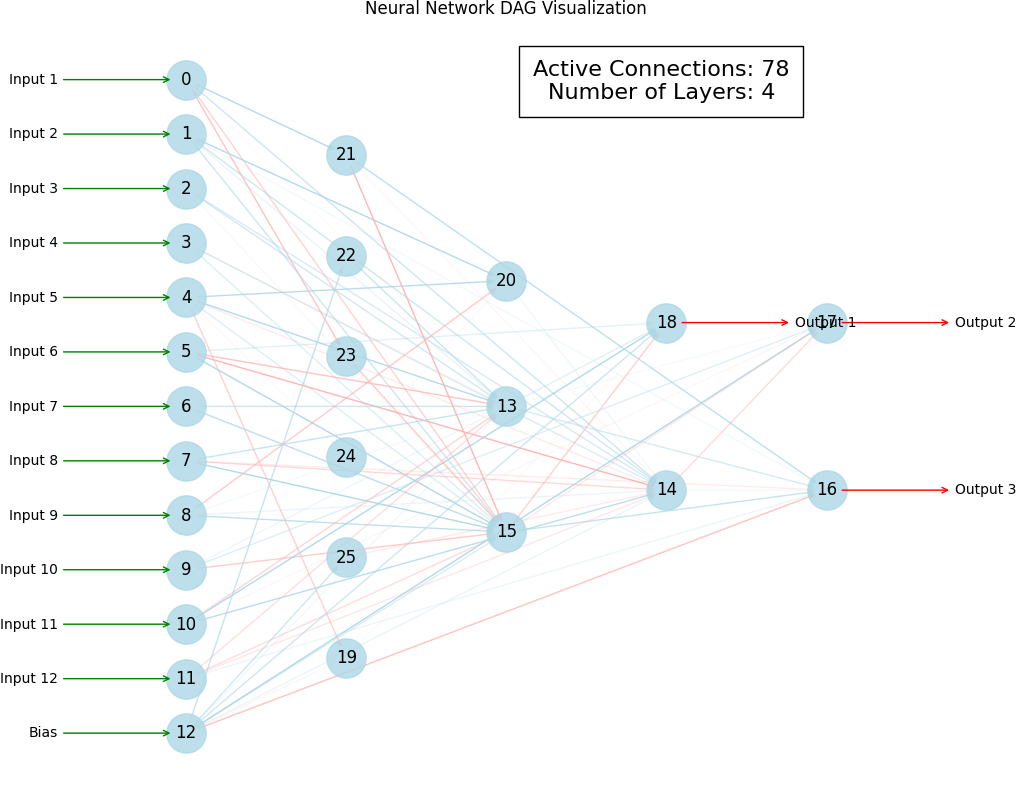 Neural Network DAG Visualization
Active Connections: 78
Number of Layers: 4
Input 1
0
Input 2
1
Input 3
2
Input 4
3
Input 5
4
Input 6
5
Input 7
6
Input 8
7
Input 9
8
Input 10
9
Input 11
10
Input 12
11
Bias
12
21
22
23
24
25
19
20
13
15
18
Output 1
14
17
Output 2
16
Output 3